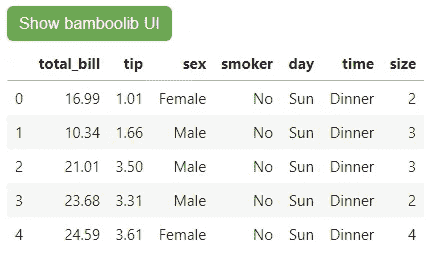 Show bamboolib UI
total_bill tip sex smoker day time size
0 16.99 1.01 Female No Sun Dinner 2
1 10.34 1.66 Male No Sun Dinner 3
2 21.01 3.50 Male No Sun Dinner 3
3 23.68 3.31 Male No Sun Dinner 2
4 24.59 3.61 Female No Sun Dinner 4